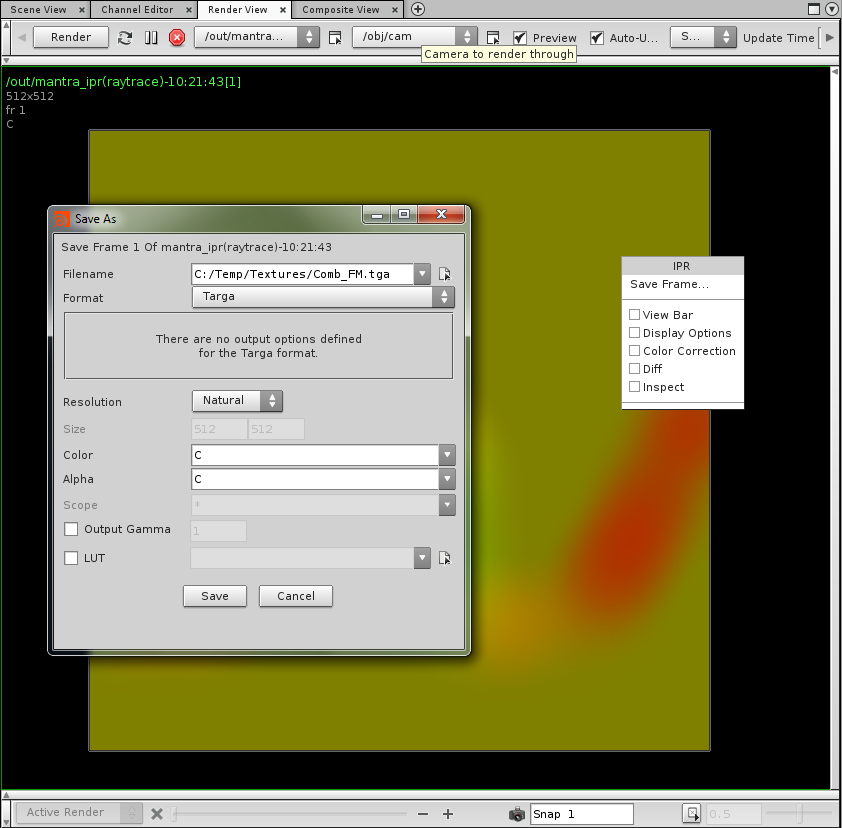 Scene View
Channel Editor
Render View
Composite View
Render
/out/mantra...
/obj/cam
Preview
Auto-U...
S...
Update Time
Camera to render through
/out/mantra_ipr(raytrace)-10:21:43[1]
512x512
fr 1
C
Save As
Save Frame 1 Of mantra_ipr(raytrace)-10:21:43
Filename
C:/Temp/Textures/Comb_FM.tga
Format
Targa
There are no output options defined
for the Targa format.
Resolution
Natural
Size
512
512
Color
C
Alpha
C
Scope
*
Output Gamma
1
LUT
Save
Cancel
IPR
Save Frame...
View Bar
Display Options
Color Correction
Diff
Inspect
Active Render
Snap 1
0.5